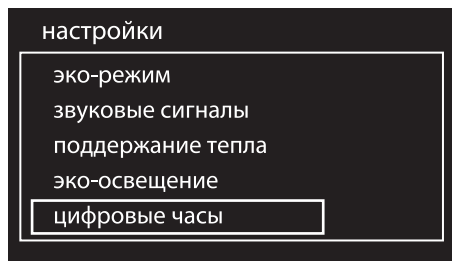 настройки
эко-режим
звуковые сигналы
поддержание тепла
эко-освещение
цифровые часы